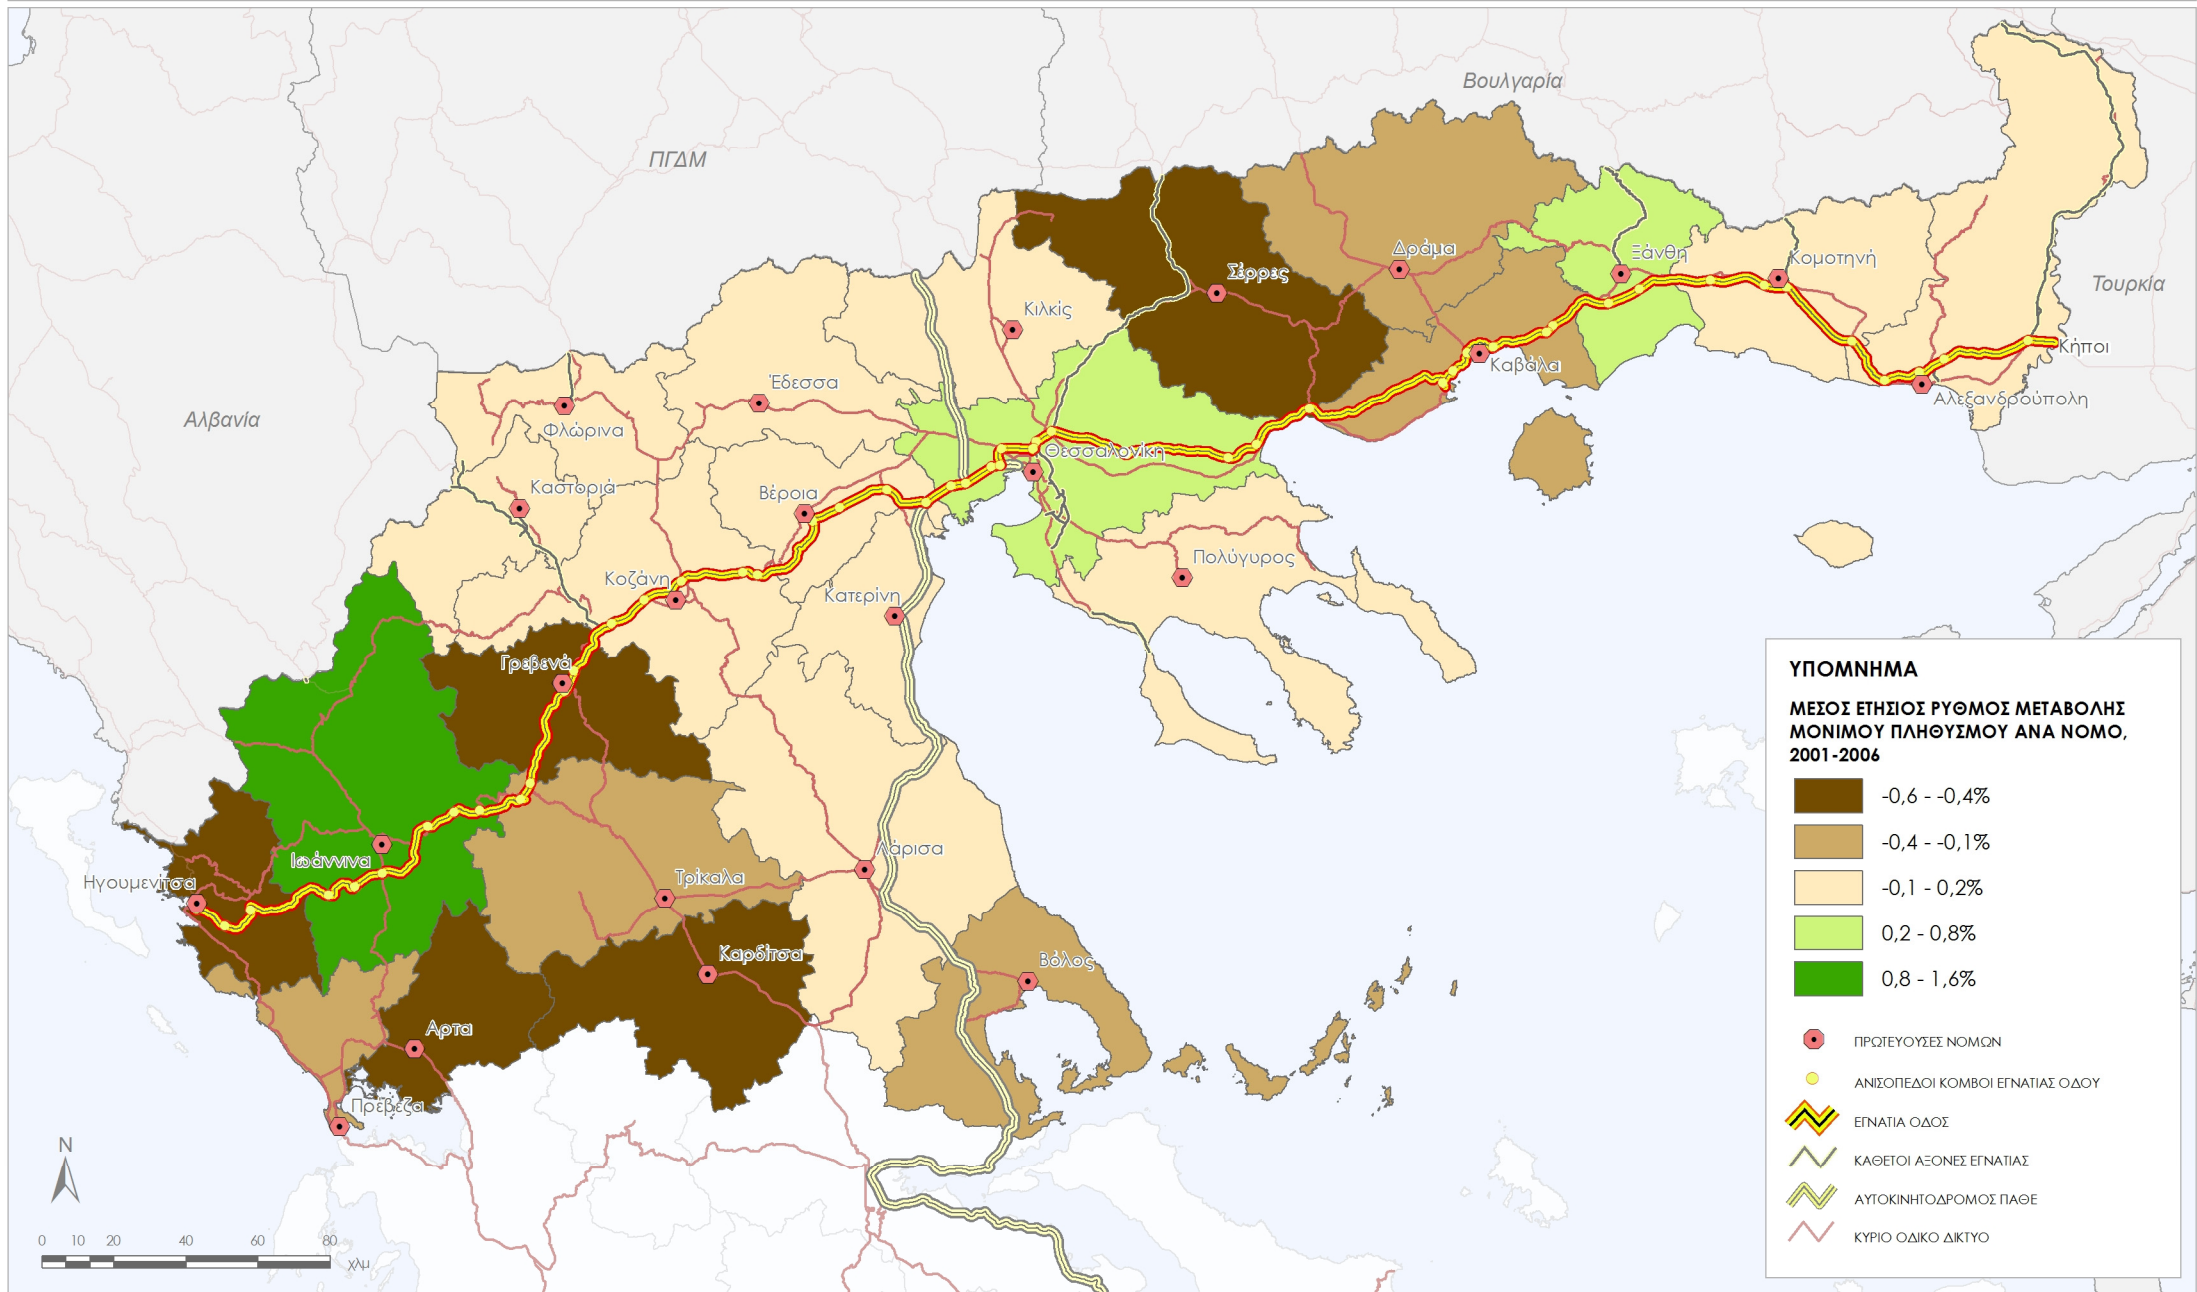 Βουλγαρία
ΠΓΔΜ
Τουρκία
Αλβανία
Δράμα
Ξάνθη
Κομοτηνή
Σέρρες
Κιλκίς
Κήποι
Καβάλα
Αλεξανδρούπολη
Έδεσσα
Φλώρινα
Θεσσαλονίκη
Καστοριά
Βέροια
Πολύγυρος
Κοζάνη
Κατερίνη
Γρεβενά
Λάρισα
Ιωάννινα
Ηγουμενίτσα
Τρίκαλα
Καρδίτσα
Βόλος
Αρτα
Πρέβεζα
N
0 10 20 40 60 80
χλμ
ΥΠΟΜΝΗΜΑ
ΜΕΣΟΣ ΕΤΗΣΙΟΣ ΡΥΘΜΟΣ ΜΕΤΑΒΟΛΗΣ
ΜΟΝΙΜΟΥ ΠΛΗΘΥΣΜΟΥ ΑΝΑ ΝΟΜΟ,
2001-2006
-0,6 - -0,4%
-0,4 - -0,1%
-0,1 - 0,2%
0,2 - 0,8%
0,8 - 1,6%
ΠΡΩΤΕΥΟΥΣΕΣ ΝΟΜΩΝ
ΑΝΙΣΟΠΕΔΟΙ ΚΟΜΒΟΙ ΕΓΝΑΤΙΑΣ ΟΔΟΥ
ΕΓΝΑΤΙΑ ΟΔΟΣ
ΚΑΘΕΤΟΙ ΑΞΟΝΕΣ ΕΓΝΑΤΙΑΣ
ΑΥΤΟΚΙΝΗΤΟΔΡΟΜΟΣ ΠΑΘΕ
ΚΥΡΙΟ ΟΔΙΚΟ ΔΙΚΤΥΟ